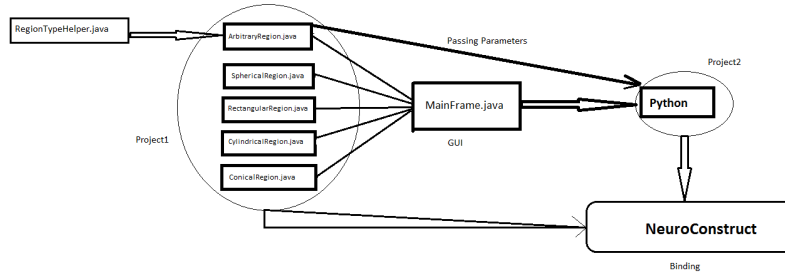 RegionTypeHelper.java
ArbitraryRegion.java
Passing Parameters
Project2
SphericalRegion.java
MainFrame.java
Python
RectangularRegion.java
Project1
CylindricalRegion.java
GUI
ConicalRegion.java
NeuroConstruct
Binding